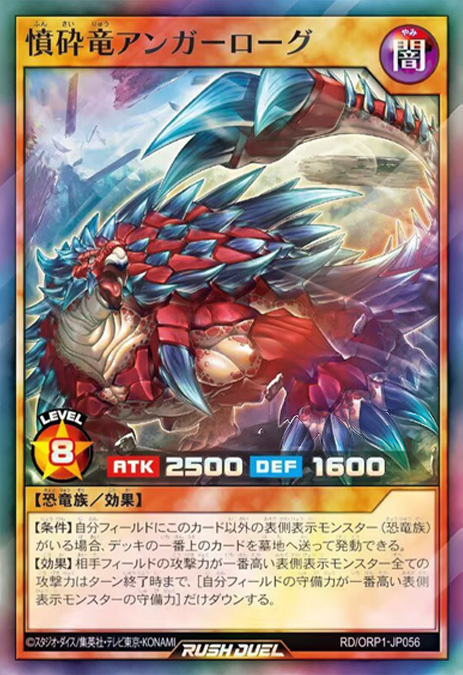 憤砕竜アンガーローグ
闇
LEVEL
8
ATK 2500 DEF 1600
【恐竜族／効果】
【条件】自分フィールドにこのカード以外の表側表示モンスター（恐竜族）
がいる場合、デッキの一番上のカードを墓地へ送って発動できる。
【効果】相手フィールドの攻撃力が一番高い表側表示モンスター全ての
攻撃力はターン終了時まで、［自分フィールドの守備力が一番高い表側
表示モンスターの守備力］だけダウンする。
©スタジオ・ダイス/集英社・テレビ東京・KONAMI
RUSH DUEL
RD/ORP1-JP056